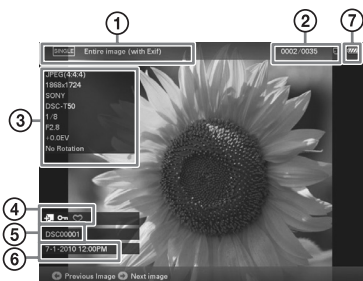 1
2
7
SINGLE Entire image (with Exif) 0002/0035
3
JPEG(4:4:4)
1868x1724
SONY
DSC-T50
1/8
F2.8
+0.0EV
No Rotation
4
5
DSC00001
6
7-1-2010 12:00PM
Previous Image Next image